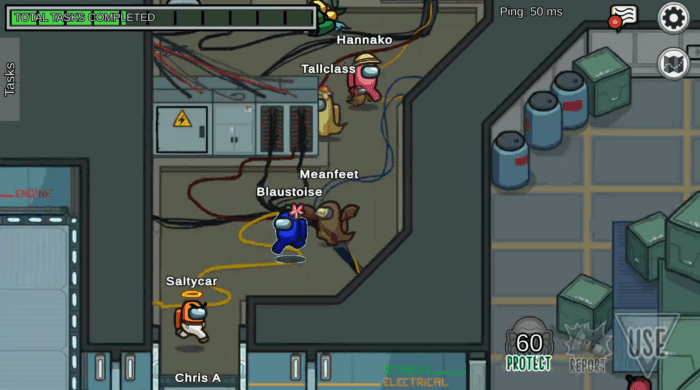 TOTAL TASKS COMPLETED
Ping: 50 ms
Hannako
Tallclass
Tasks
Meanfeet
Blaustoise
ENGINE
Saltycar
Chris A
60
PROTECT
REPORT
USE
STORAGE
ELECTRICAL